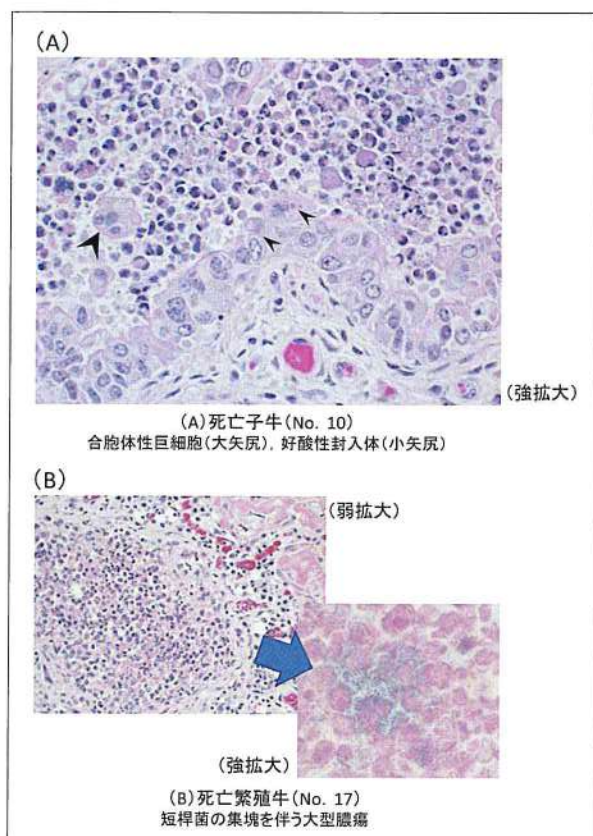 (A)
(強拡大)
(A)死亡子牛(No. 10)
合胞体性巨細胞(大矢尻), 好酸性封入体(小矢尻)
(B)
(弱拡大)
(強拡大)
(B)死亡繁殖牛(No. 17)
短桿菌の集塊を伴う大型膿瘍